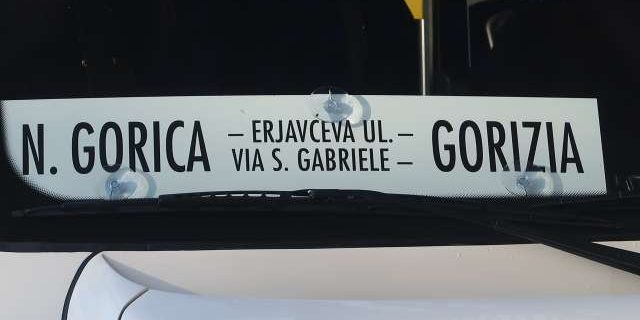 N. GORICA – ERJAVČEVA UL. – GORIZIA
VIA S. GABRIELE –